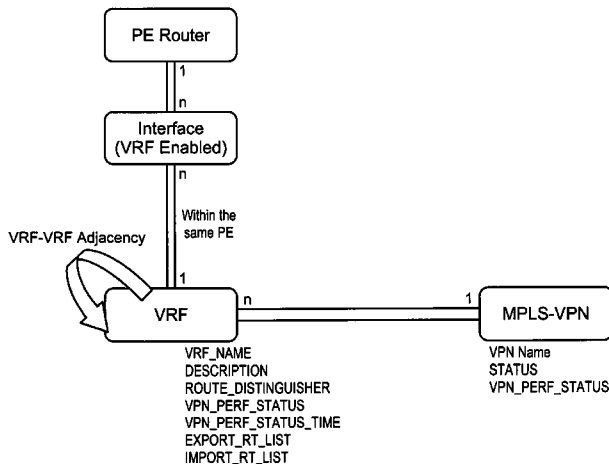 PE Router
1
n
Interface
(VRF Enabled)
n
Within the
same PE
VRF-VRF Adjacency
1
VRF
n
1
MPLS-VPN
VRF_NAME
DESCRIPTION
ROUTE_DISTINGUISHER
VPN_PERF_STATUS
VPN_PERF_STATUS_TIME
EXPORT_RT_LIST
IMPORT_RT_LIST
VPN Name
STATUS
VPN_PERF_STATUS